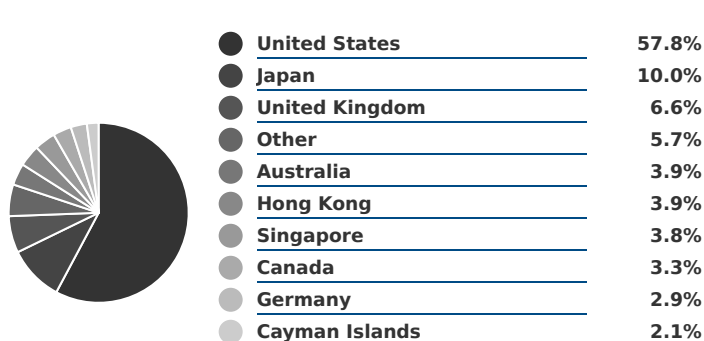 United States 57.8%
Japan 10.0%
United Kingdom 6.6%
Other 5.7%
Australia 3.9%
Hong Kong 3.9%
Singapore 3.8%
Canada 3.3%
Germany 2.9%
Cayman Islands 2.1%